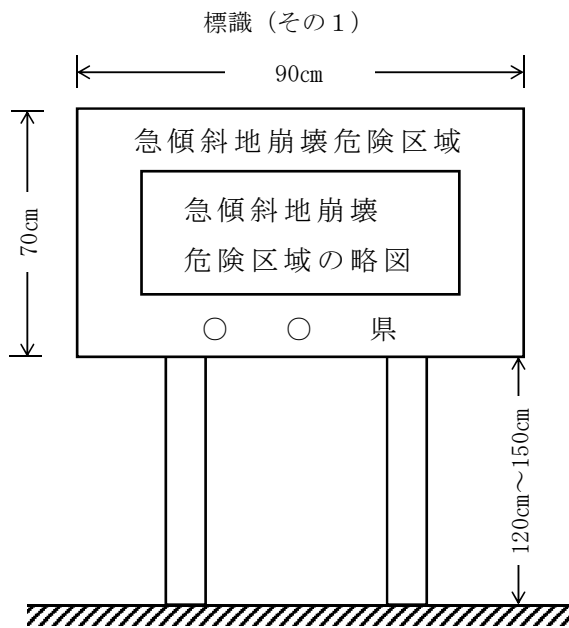 標識（その１）
90㎝
急傾斜地崩壊危険区域
70㎝
急傾斜地崩壊
危険区域の略図
○　○　県
120㎝～150㎝